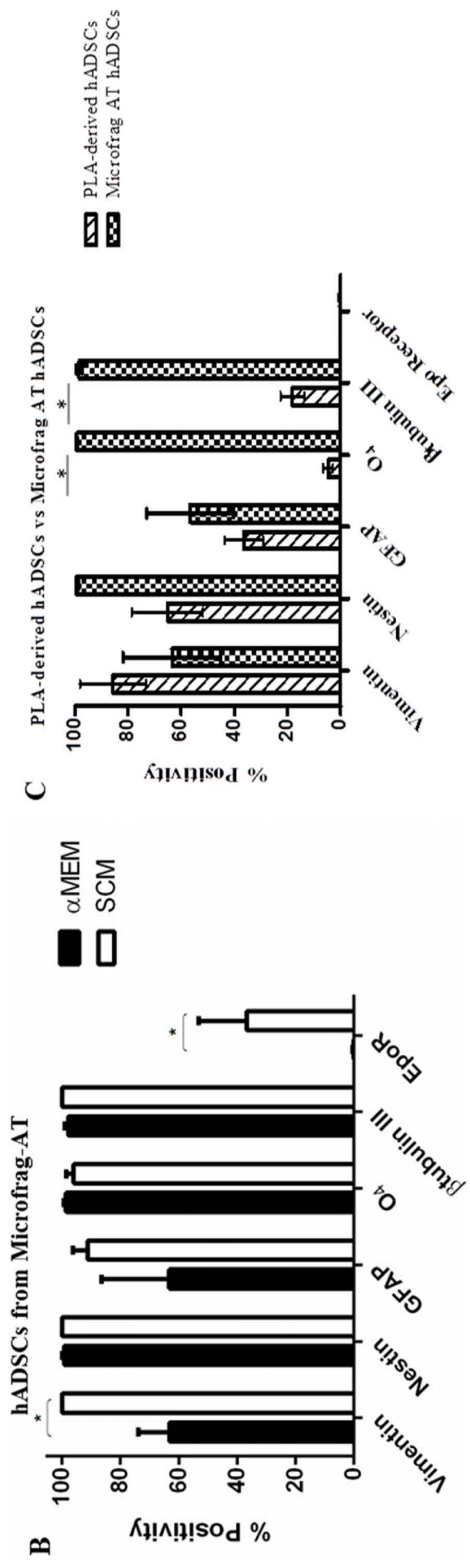 B
hADSCs from Microfrag-AT
% Positivity
100
80
60
40
20
0
*
*
Vimentin
Nestin
GFAP
O4
βtubulin III
EpoR
αMEM
SCM
C
PLA-derived hADSCs vs Microfrag AT hADSCs
% Positivity
100
80
60
40
20
0
*
*
Vimentin
Nestin
GFAP
O4
βtubulin III
Epo Receptor
PLA-derived hADSCs
Microfrag AT hADSCs